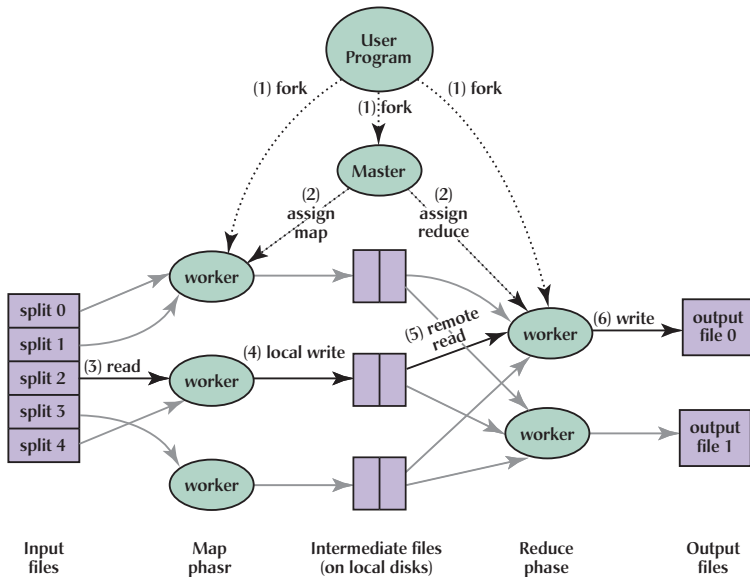 User
Program
(1) fork
(1) fork
(1) fork
Master
(2)
assign
map
(2)
assign
reduce
worker
split 0
split 1
split 2
split 3
split 4
(3) read
worker
(4) local write
(5) remote
read
worker
(6) write
output
file 0
worker
output
file 1
worker
Input
files
Map
phasr
Intermediate files
(on local disks)
Reduce
phase
Output
files